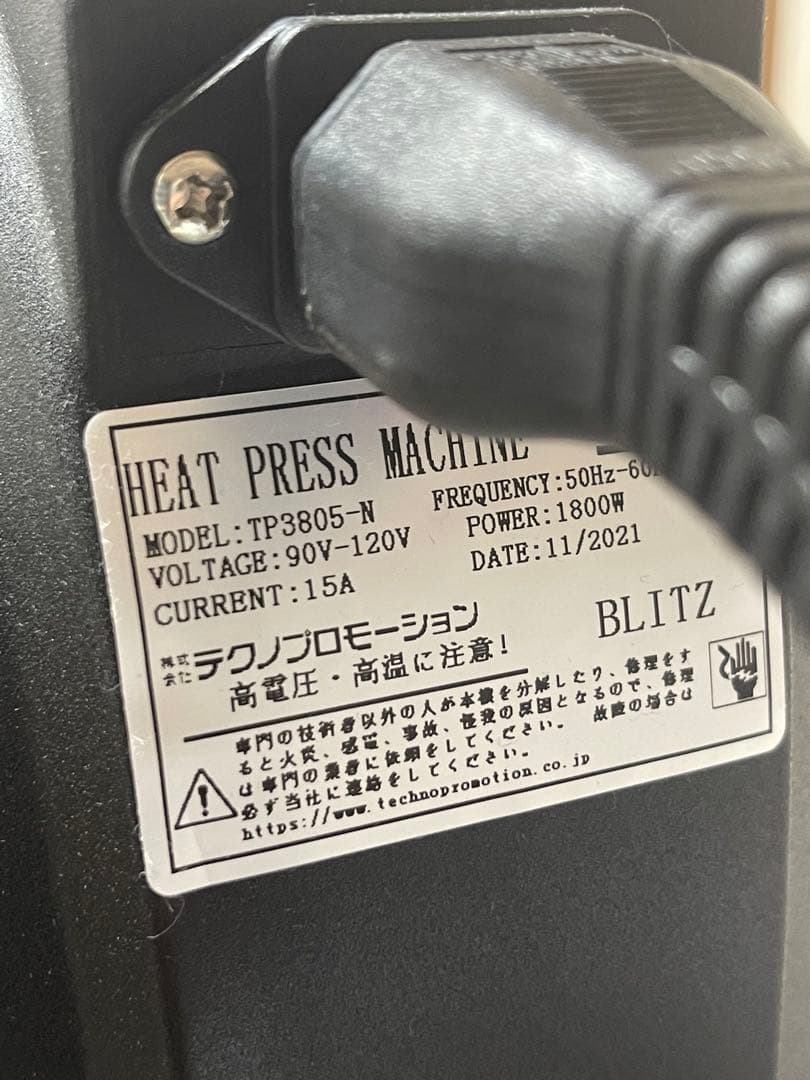 HEAT PRESS MACHINE
MODEL:TP3805-N
FREQUENCY:50Hz-60
VOLTAGE:90V-120V
POWER:1800W
CURRENT:15A
DATE:11/2021
株式会社 テクノプロモーション
BLITZ
高電圧・高温に注意!
専門の技術者以外の人が本機を分解したり、修理をす
ると火災、感電、事故、怪我の原因となるので、修理
は専門の業者に依頼をしてください。 故障の場合は
必ず当社に連絡をしてください。
https://www.technopromotion.co.jp